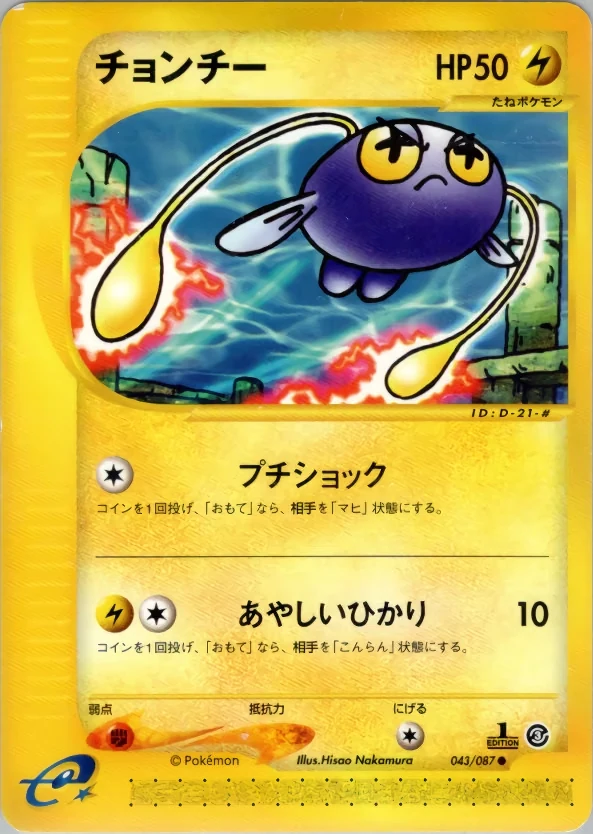 チョンチー HP50
たねポケモン
ID:D-21-#
プチショック
コインを1回投げ、「おもて」なら、相手を「マヒ」状態にする。
あやしいひかり 10
コインを1回投げ、「おもて」なら、相手を「こんらん」状態にする。
弱点 抵抗力 にげる
1 EDITION 3
© Pokémon Illus.Hisao Nakamura 043/087
e